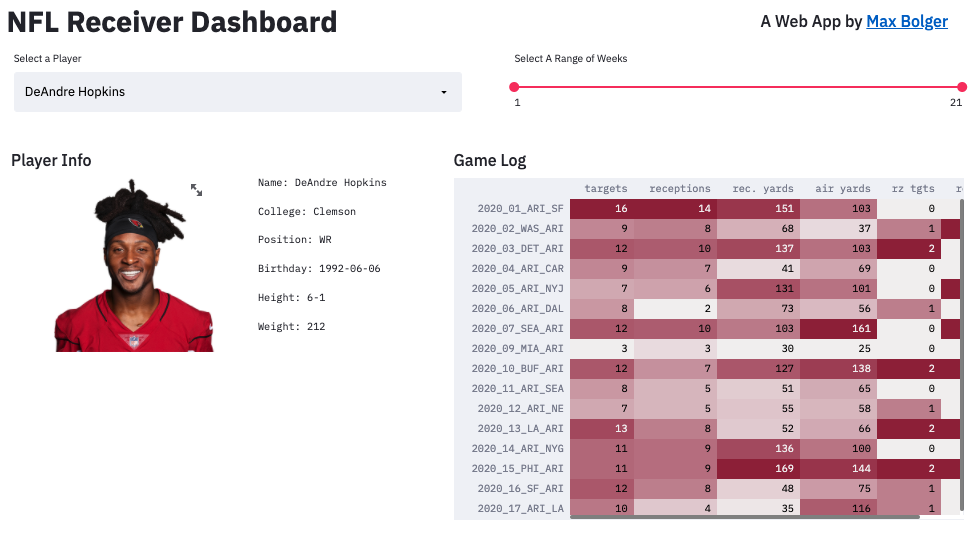 NFL Receiver Dashboard
A Web App by Max Bolger
Select a Player
DeAndre Hopkins
Select A Range of Weeks
1 21
Player Info
Name: DeAndre Hopkins
College: Clemson
Position: WR
Birthday: 1992-06-06
Height: 6-1
Weight: 212
Game Log
targets receptions rec. yards air yards rz tgts
2020_01_ARI_SF 16 14 151 103 0
2020_02_WAS_ARI 9 8 68 37 1
2020_03_DET_ARI 12 10 137 103 2
2020_04_ARI_CAR 9 7 41 69 0
2020_05_ARI_NYJ 7 6 131 101 0
2020_06_ARI_DAL 8 2 73 56 1
2020_07_SEA_ARI 12 10 103 161 0
2020_09_MIA_ARI 3 3 30 25 0
2020_10_BUF_ARI 12 7 127 138 2
2020_11_ARI_SEA 8 5 51 65 0
2020_12_ARI_NE 7 5 55 58 1
2020_13_LA_ARI 13 8 52 66 2
2020_14_ARI_NYG 11 9 136 100 0
2020_15_PHI_ARI 11 9 169 144 2
2020_16_SF_ARI 12 8 48 75 1
2020_17_ARI_LA 10 4 35 116 1